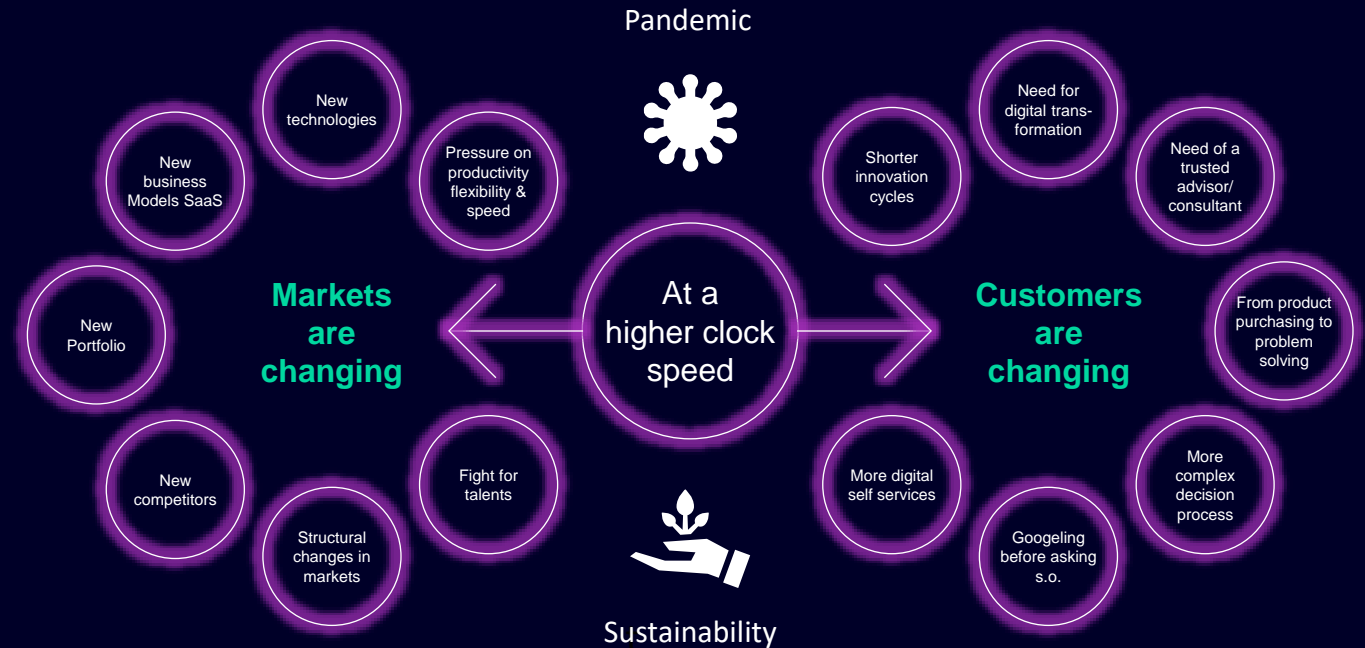 Pandemic
New
technologies
New
business
Models SaaS
Pressure on
productivity
flexibility &
speed
New
Portfolio
Markets
are
changing
New
competitors
Structural
changes in
markets
Fight for
talents
At a
higher clock
speed
Need for
digital trans-
formation
Shorter
innovation
cycles
Need of a
trusted
advisor/
consultant
Customers
are
changing
From product
purchasing to
problem
solving
More digital
self services
Googeling
before asking
s.o.
More
complex
decision
process
Sustainability